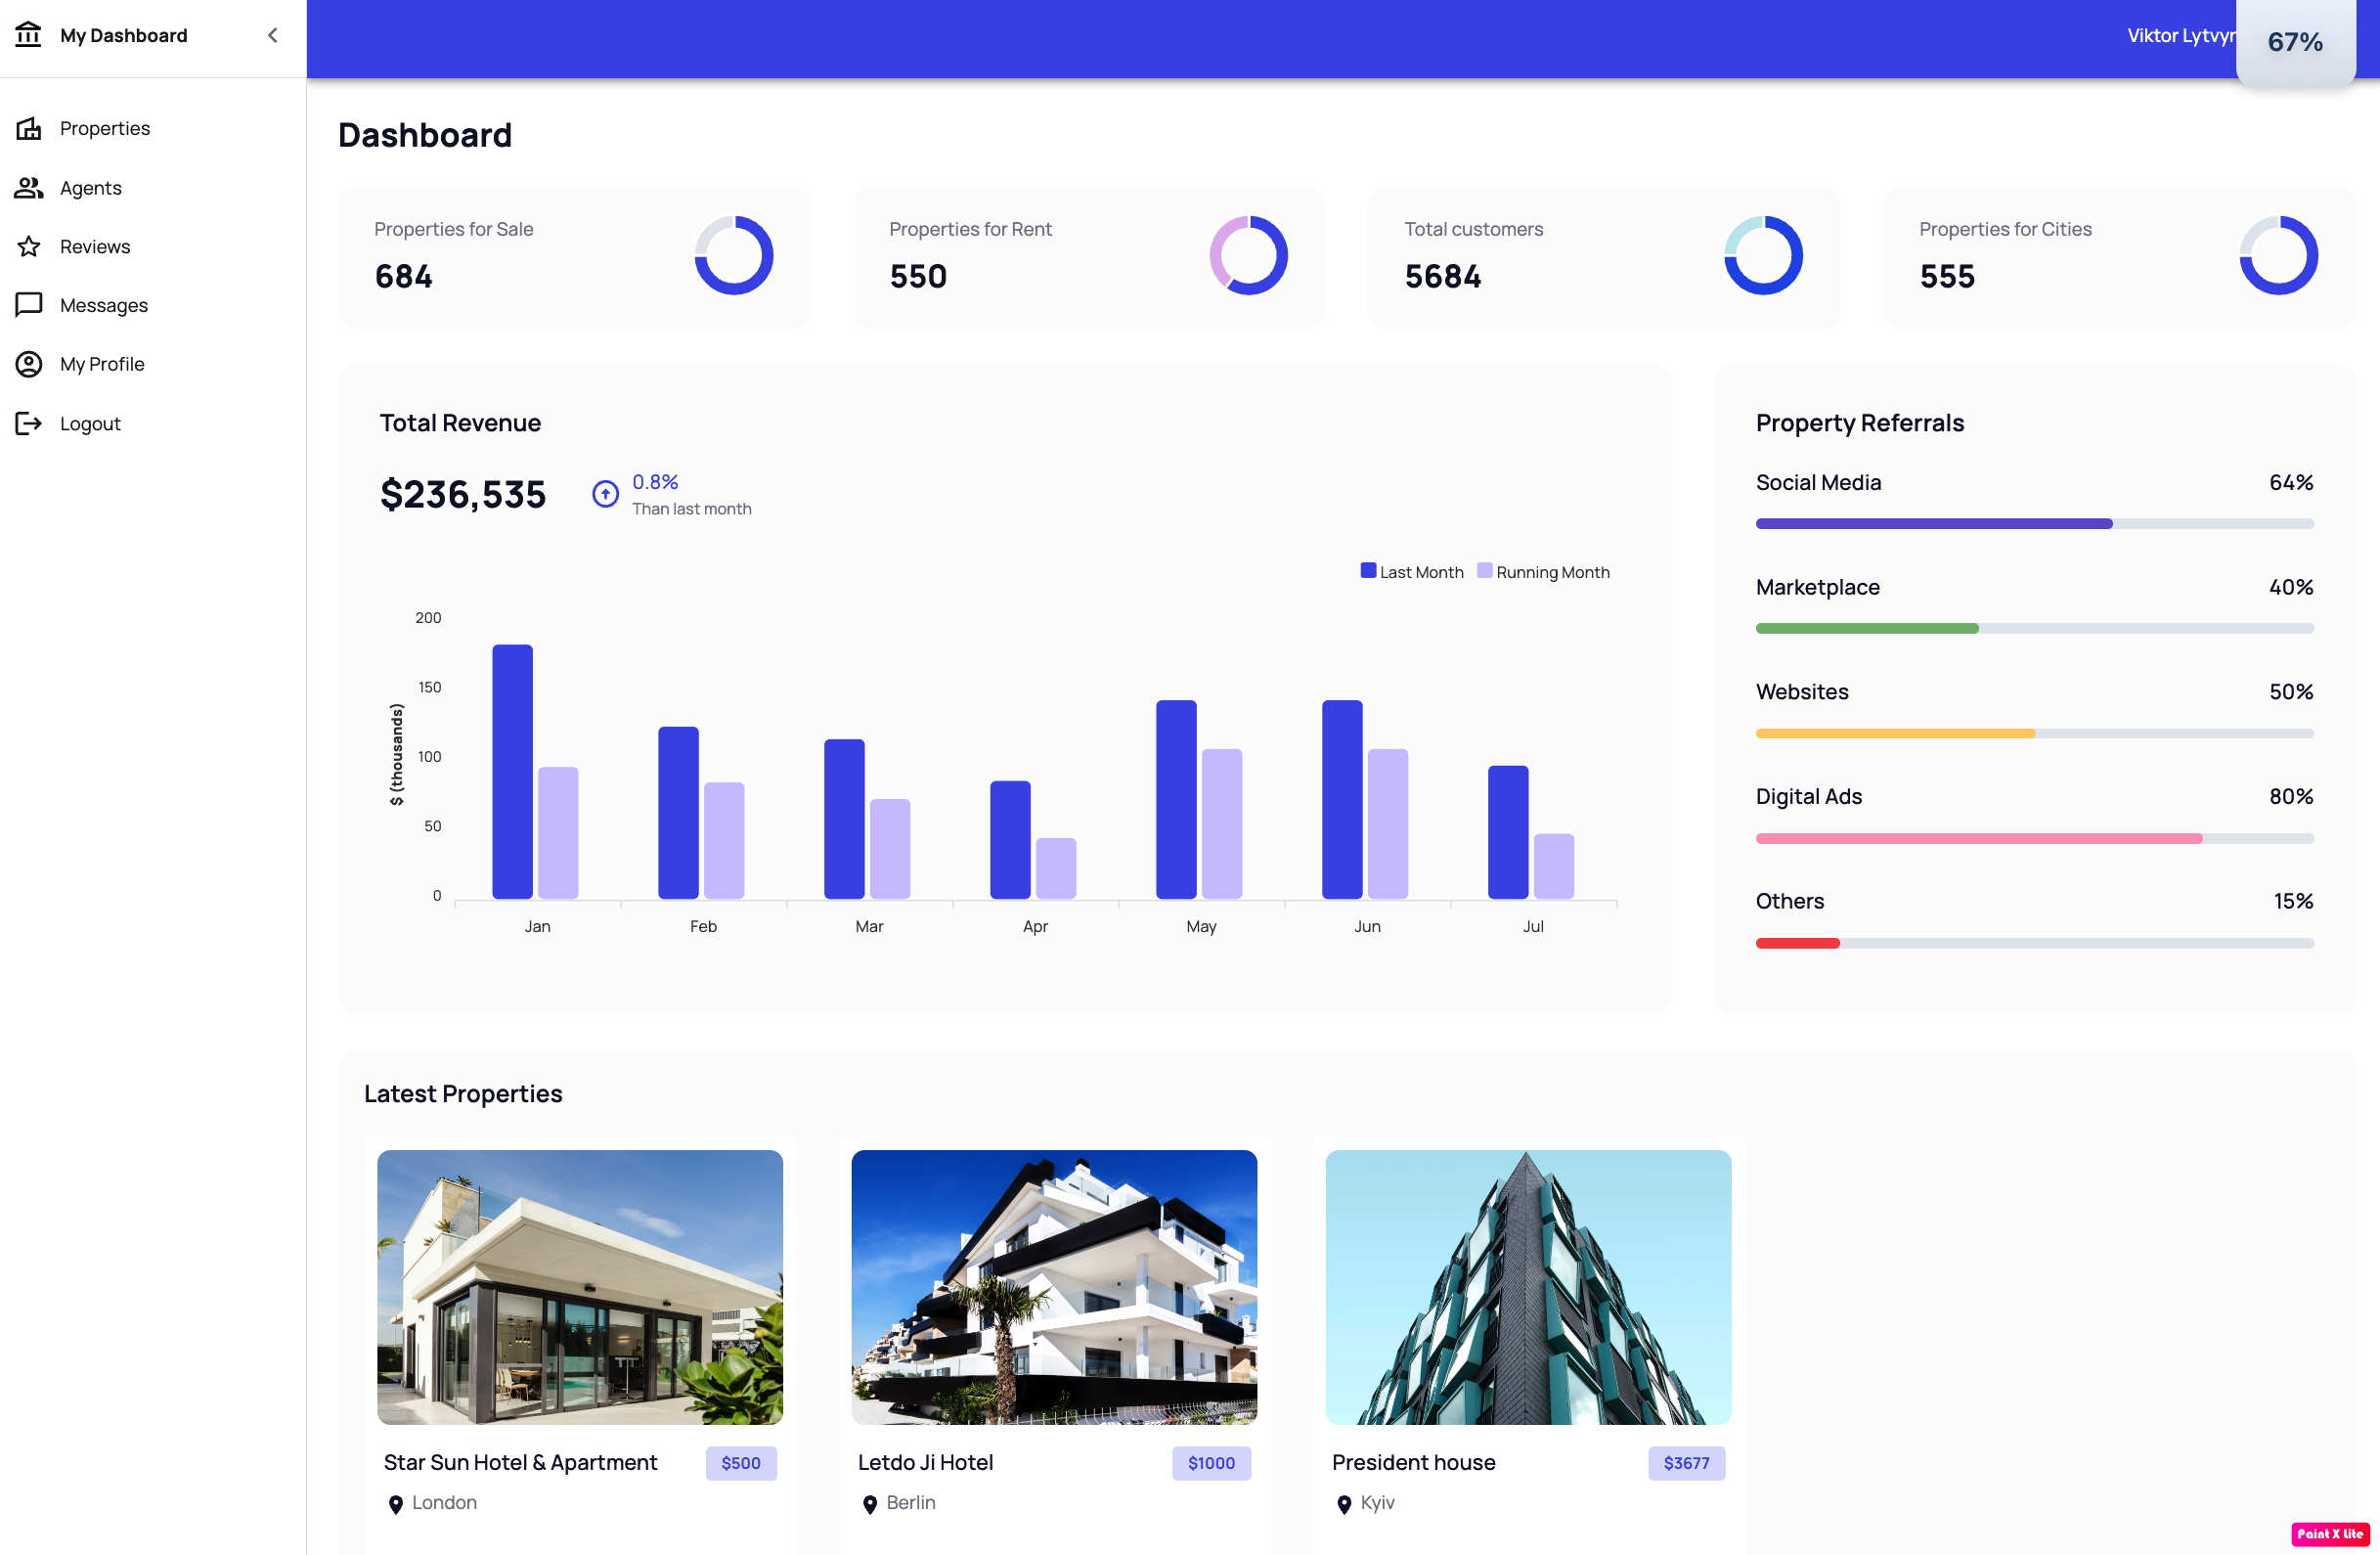 My Dashboard
Viktor Lytvyn
67%
Properties
Agents
Reviews
Messages
My Profile
Logout
Dashboard
Properties for Sale
684
Properties for Rent
550
Total customers
5684
Properties for Cities
555
Total Revenue
$236,535
0.8%
Than last month
Last Month Running Month
$ (thousands)
200
150
100
50
0
Jan Feb Mar Apr May Jun Jul
Property Referrals
Social Media 64%
Marketplace 40%
Websites 50%
Digital Ads 80%
Others 15%
Latest Properties
Star Sun Hotel & Apartment $500
London
Letdo Ji Hotel $1000
Berlin
President house $3677
Kyiv
Paint X Lite